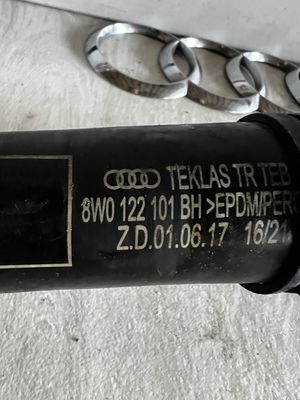 TEKLAS TR TEB
8W0 122 101 BH >EPDM/PER
Z.D.01.06.17 16/21